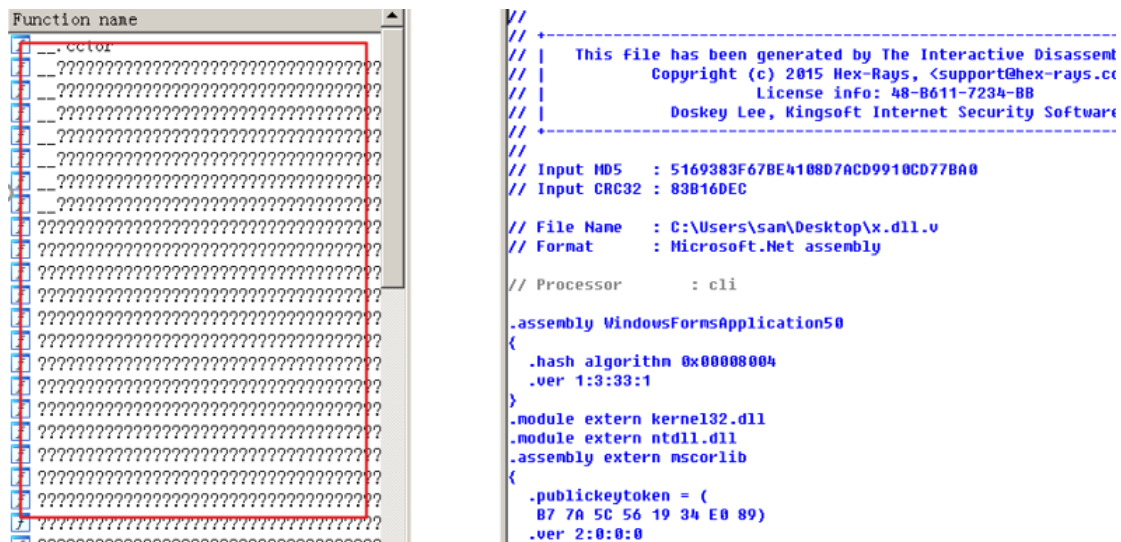 Function name
__.cctor
__??????????????????????????????
__??????????????????????????????
__??????????????????????????????
__??????????????????????????????
__??????????????????????????????
__??????????????????????????????
__??????????????????????????????
????????????????????????????????
????????????????????????????????
????????????????????????????????
????????????????????????????????
????????????????????????????????
????????????????????????????????
????????????????????????????????
????????????????????????????????
????????????????????????????????
????????????????????????????????
????????????????????????????????
????????????????????????????????
????????????????????????????????
????????????????????????????????
//
// +------------------------------------------------------------
// |   This file has been generated by The Interactive Disassemb
// |          Copyright (c) 2015 Hex-Rays, <support@hex-rays.co
// |                      License info: 48-B611-7234-BB
// |             Doskey Lee, Kingsoft Internet Security Software
// +------------------------------------------------------------
//
// Input MD5   : 5169383F67BE4108D7ACD9910CD77BA0
// Input CRC32 : 83B16DEC
// File Name   : C:\Users\sam\Desktop\x.dll.v
// Format      : Microsoft.Net assembly
// Processor       : cli
.assembly WindowsFormsApplication50
{
.hash algorithm 0x00008004
.ver 1:3:33:1
}
.module extern kernel32.dll
.module extern ntdll.dll
.assembly extern mscorlib
{
.publickeytoken = (
B7 7A 5C 56 19 34 E0 89)
.ver 2:0:0:0